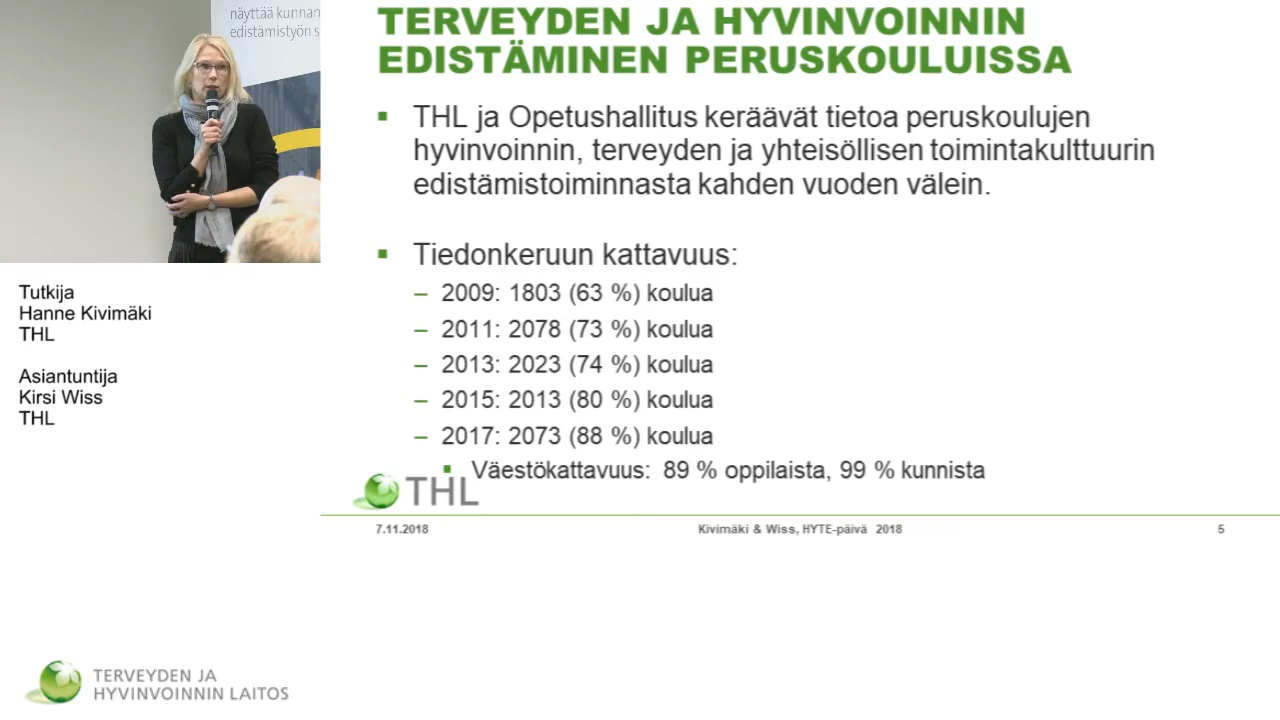 näyttää kunnan
edistämistyön s
TERVEYDEN JA HYVINVOINNIN
EDISTÄMINEN PERUSKOULUISSA
▪ THL ja Opetushallitus keräävät tietoa peruskoulujen
hyvinvoinnin, terveyden ja yhteisöllisen toimintakulttuurin
edistämistoiminnasta kahden vuoden välein.
▪ Tiedonkeruun kattavuus:
– 2009: 1803 (63 %) koulua
– 2011: 2078 (73 %) koulua
– 2013: 2023 (74 %) koulua
– 2015: 2013 (80 %) koulua
– 2017: 2073 (88 %) koulua
▪ Väestökattavuus: 89 % oppilaista, 99 % kunnista
THL
7.11.2018 Kivimäki & Wiss, HYTE-päivä 2018 5
Tutkija
Hanne Kivimäki
THL
Asiantuntija
Kirsi Wiss
THL
TERVEYDEN JA
HYVINVOINNIN LAITOS